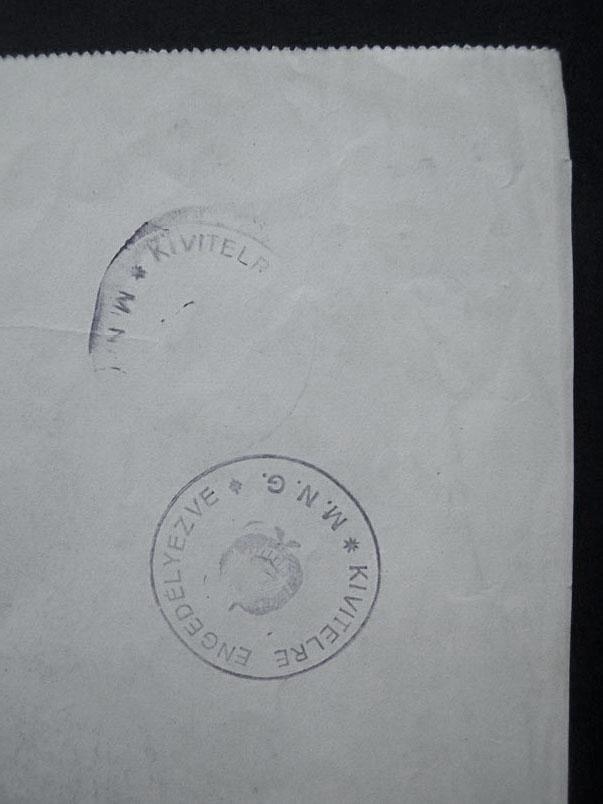 KIVITELR
* M. N.
KIVITELRE ENGEDÉLYEZVE * M. N. G. *